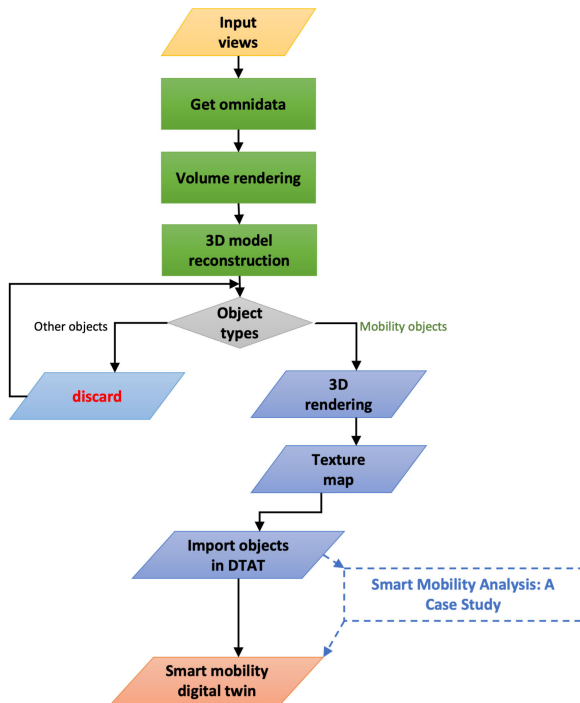 Input
views
Get omnidata
Volume rendering
3D model
reconstruction
Object
types
Other objects
Mobility objects
discard
3D
rendering
Texture
map
Import objects
in DTAT
Smart Mobility Analysis: A
Case Study
Smart mobility
digital twin